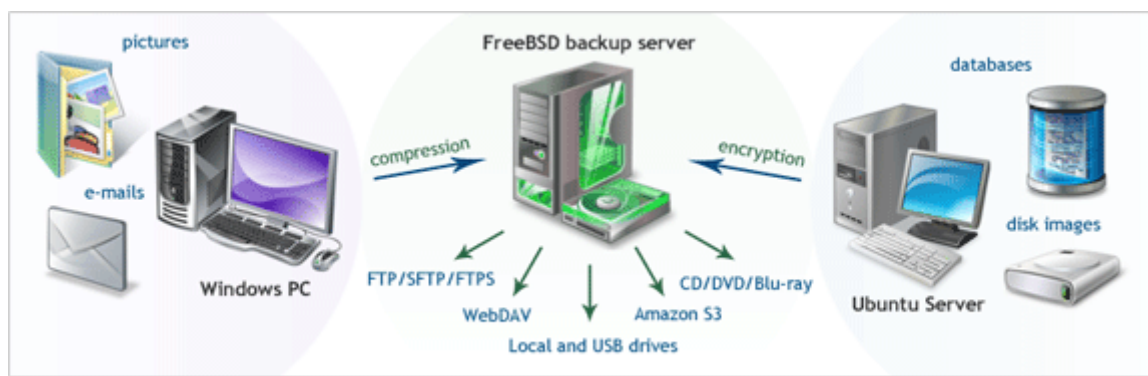 pictures
e-mails
Windows PC
compression
FreeBSD backup server
FTP/SFTP/FTPS
WebDAV
Local and USB drives
Amazon S3
CD/DVD/Blu-ray
encryption
databases
disk images
Ubuntu Server